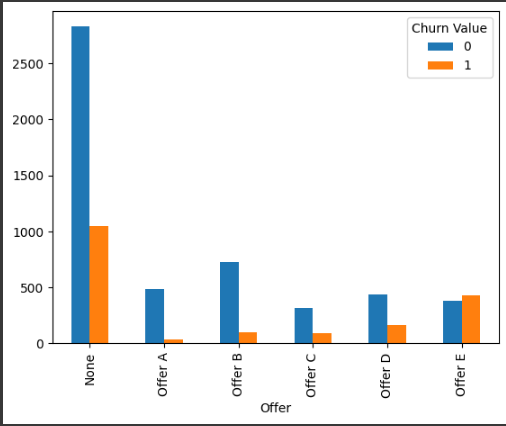 Churn Value
0
1
2500
2000
1500
1000
500
0
None
Offer A
Offer B
Offer C
Offer D
Offer E
Offer